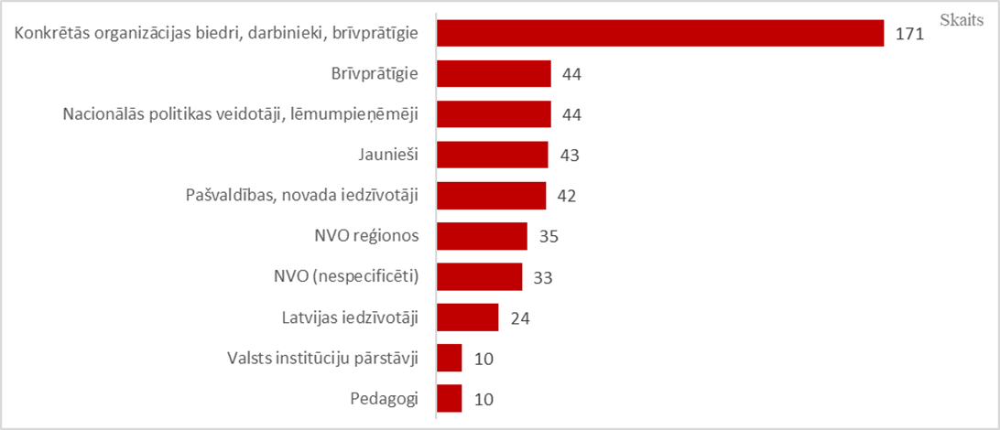 Skaits
Konkrētās organizācijas biedri, darbinieki, brīvprātīgie 171
Brīvprātīgie 44
Nacionālās politikas veidotāji, lēmumpieņēmēji 44
Jaunieši 43
Pašvaldības, novada iedzīvotāji 42
NVO reģionos 35
NVO (nespecificēti) 33
Latvijas iedzīvotāji 24
Valsts institūciju pārstāvji 10
Pedagogi 10